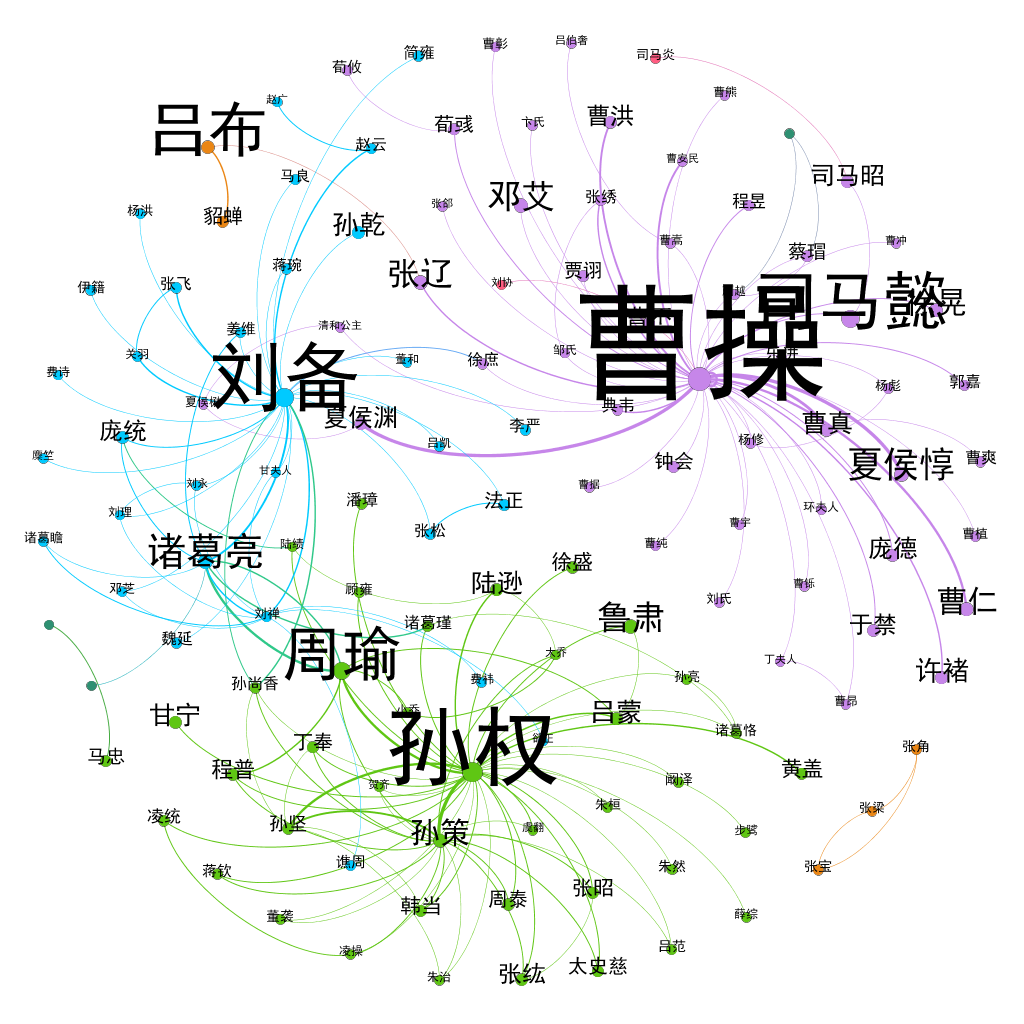 曹彰
吕伯奢
简雍
司马炎
荀攸
曹熊
赵广
吕布
曹洪
卞氏
荀彧
赵云
曹安民
马良
司马昭
邓艾
张绣
程昱
张郃
杨洪
貂蝉
孙乾
曹嵩
曹冲
蔡瑁
蒋琬
张辽
贾诩
张飞
伊籍
刘协
司马懿
曹操
清和公主
姜维
关羽
刘备
董和
徐庶
邹氏
费诗
郭嘉
杨彪
典韦
夏侯渊
曹真
李严
庞统
吕凯
杨修
糜竺
钟会
夏侯惇
曹爽
甘夫人
刘永
曹据
潘璋
法正
环夫人
刘理
曹宇
张松
曹植
诸葛瞻
诸葛亮
陆绩
曹纯
庞德
徐盛
邓芝
顾雍
陆逊
曹铄
刘氏
曹仁
刘禅
诸葛瑾
鲁肃
于禁
魏延
周瑜
大乔
丁夫人
许褚
孙尚香
费祎
孙亮
曹昂
小乔
甘宁
吕蒙
孙权
诸葛恪
丁奉
张角
马忠
程普
黄盖
贺齐
阚泽
朱桓
张梁
凌统
孙坚
孙策
虞翻
步骘
谯周
朱然
张宝
蒋钦
张昭
周泰
韩当
董袭
薛综
吕范
凌操
朱治
张纮
太史慈